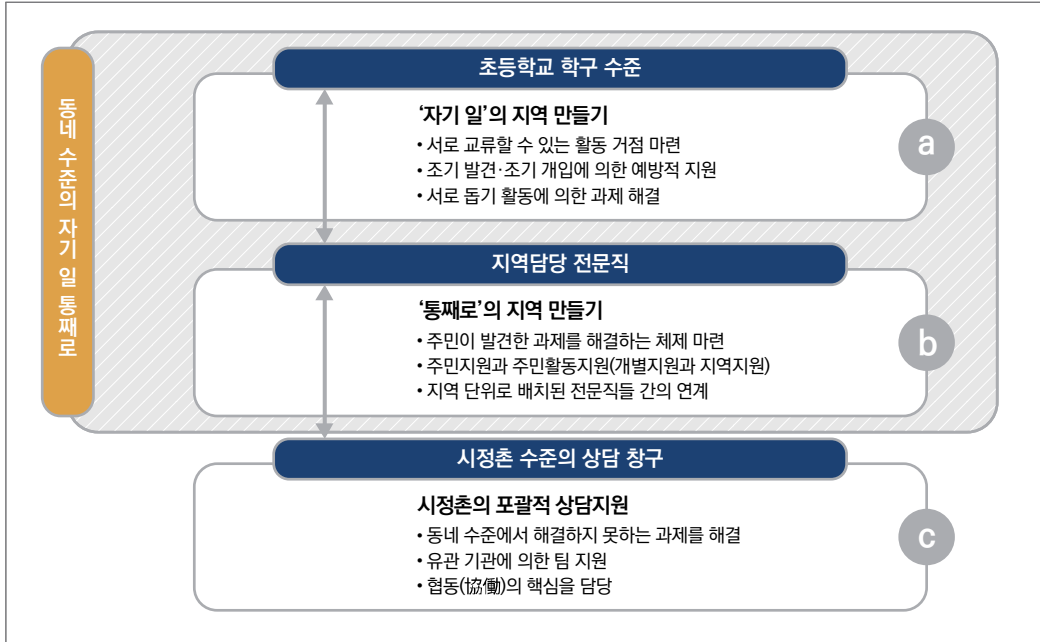 동네 수준의 자기 일 통째로
초등학교 학구 수준
‘자기 일’의 지역 만들기
• 서로 교류할 수 있는 활동 거점 마련
• 조기 발견·조기 개입에 의한 예방적 지원
• 서로 돕기 활동에 의한 과제 해결
a
지역담당 전문직
‘통째로’의 지역 만들기
• 주민이 발견한 과제를 해결하는 체제 마련
• 주민지원과 주민활동지원(개별지원과 지역지원)
• 지역 단위로 배치된 전문직들 간의 연계
b
시정촌 수준의 상담 창구
시정촌의 포괄적 상담지원
• 동네 수준에서 해결하지 못하는 과제를 해결
• 유관 기관에 의한 팀 지원
• 협동(協働)의 핵심을 담당
c